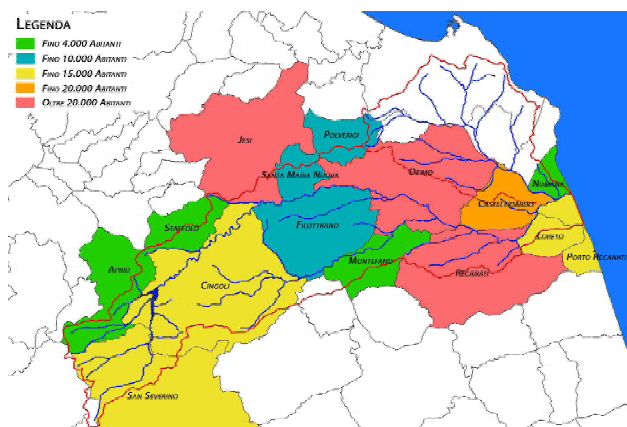 LEGENDA
FINO 4.000 ABITANTI
FINO 10.000 ABITANTI
FINO 15.000 ABITANTI
FINO 20.000 ABITANTI
OLTRE 20.000 ABITANTI
JESI
POLVERIGI
SANTA MARIA NUOVA
OSIMO
NUMANA
CASTELFIDARDO
STAFFOLO
FILOTTRANO
LORETO
MONTEFANO
PORTO RECANATI
APIRO
CINGOLI
RECANATI
SAN SEVERINO